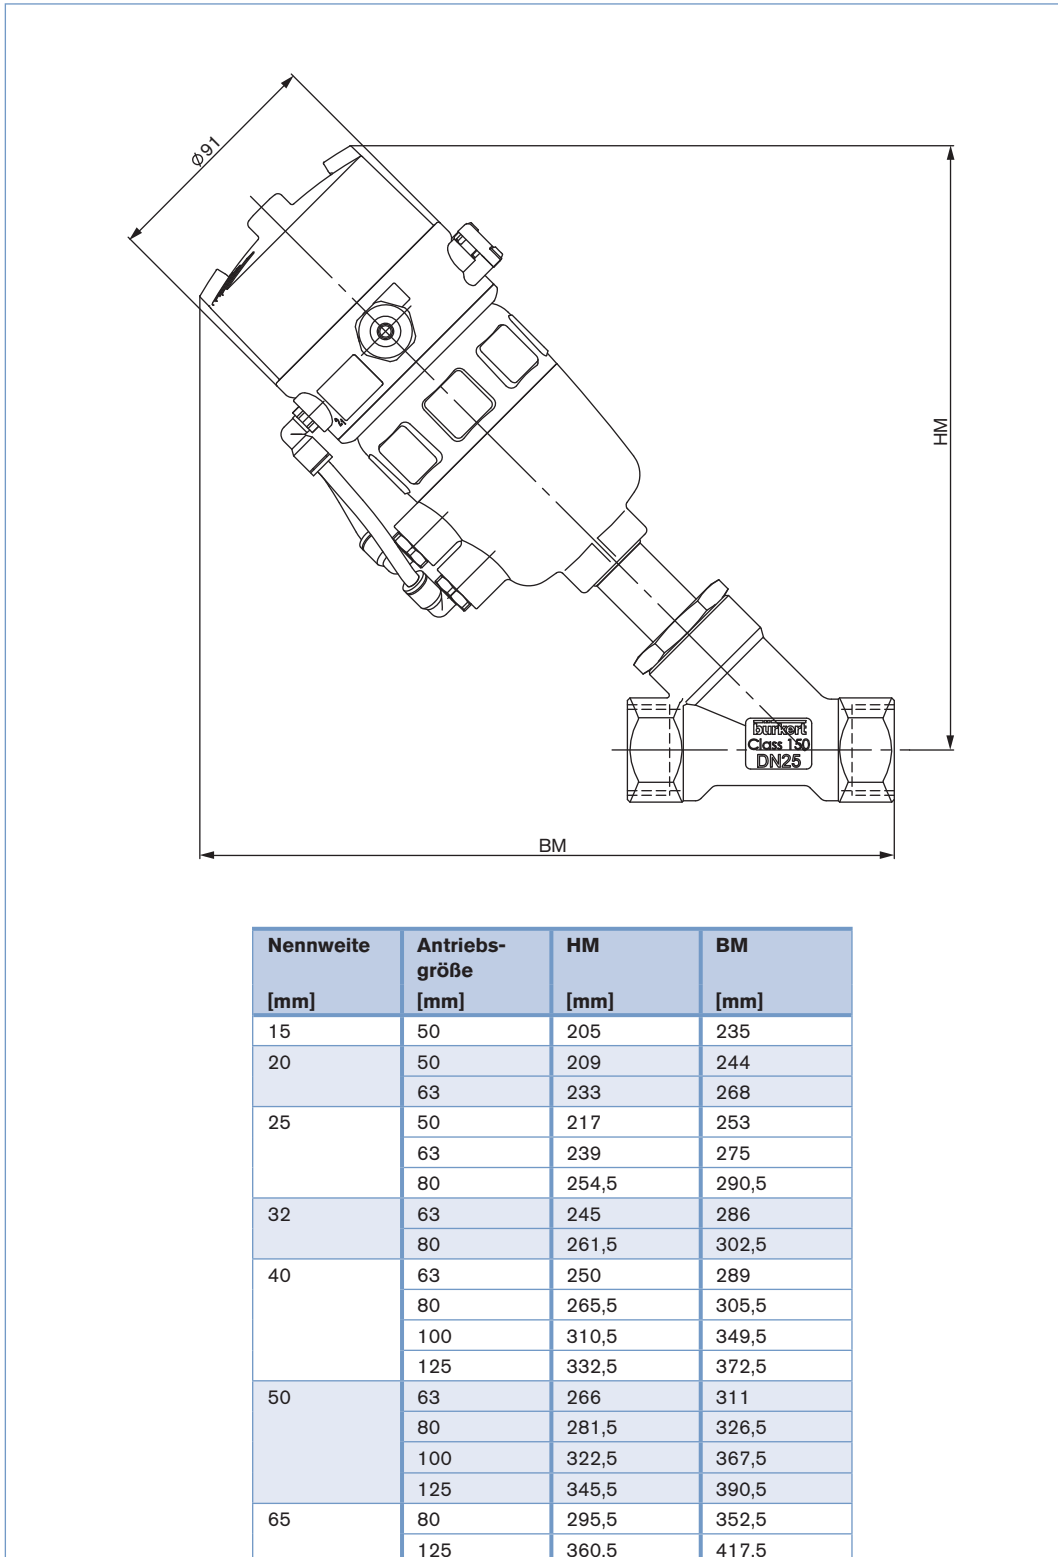 Ø91
HM
burkert
Class 150
DN25
BM
Nennweite Antriebs- HM BM
größe
[mm] [mm] [mm] [mm]
15 50 205 235
20 50 209 244
63 233 268
25 50 217 253
63 239 275
80 254,5 290,5
32 63 245 286
80 261,5 302,5
40 63 250 289
80 265,5 305,5
100 310,5 349,5
125 332,5 372,5
50 63 266 311
80 281,5 326,5
100 322,5 367,5
125 345,5 390,5
65 80 295,5 352,5
125 360,5 417,5